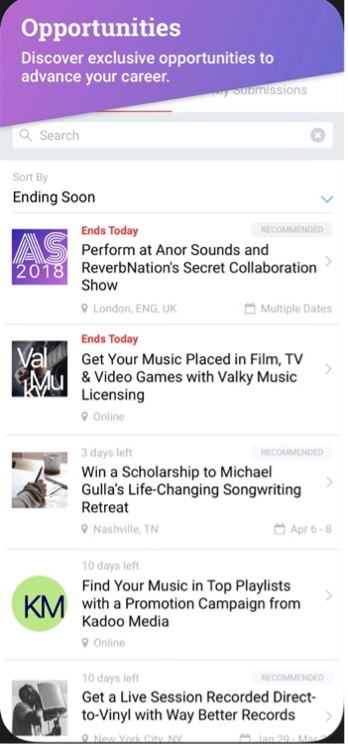 Opportunities
Discover exclusive opportunities to
advance your career.
My Submissions
Search
Sort By
Ending Soon
Ends Today
RECOMMENDED
AS
2018
Perform at Anor Sounds and
ReverbNation's Secret Collaboration
Show
London, ENG, UK
Multiple Dates
Ends Today
Val
Mu
Get Your Music Placed in Film, TV
& Video Games with Valky Music
Licensing
Online
3 days left
RECOMMENDED
Win a Scholarship to Michael
Gulla's Life-Changing Songwriting
Retreat
Nashville, TN
Apr 6 - 8
10 days left
KM
Find Your Music in Top Playlists
with a Promotion Campaign from
Kadoo Media
Online
10 days left
RECOMMENDED
Get a Live Session Recorded Direct-
to-Vinyl with Way Better Records
New York City, NY
Jan 29 - Mar